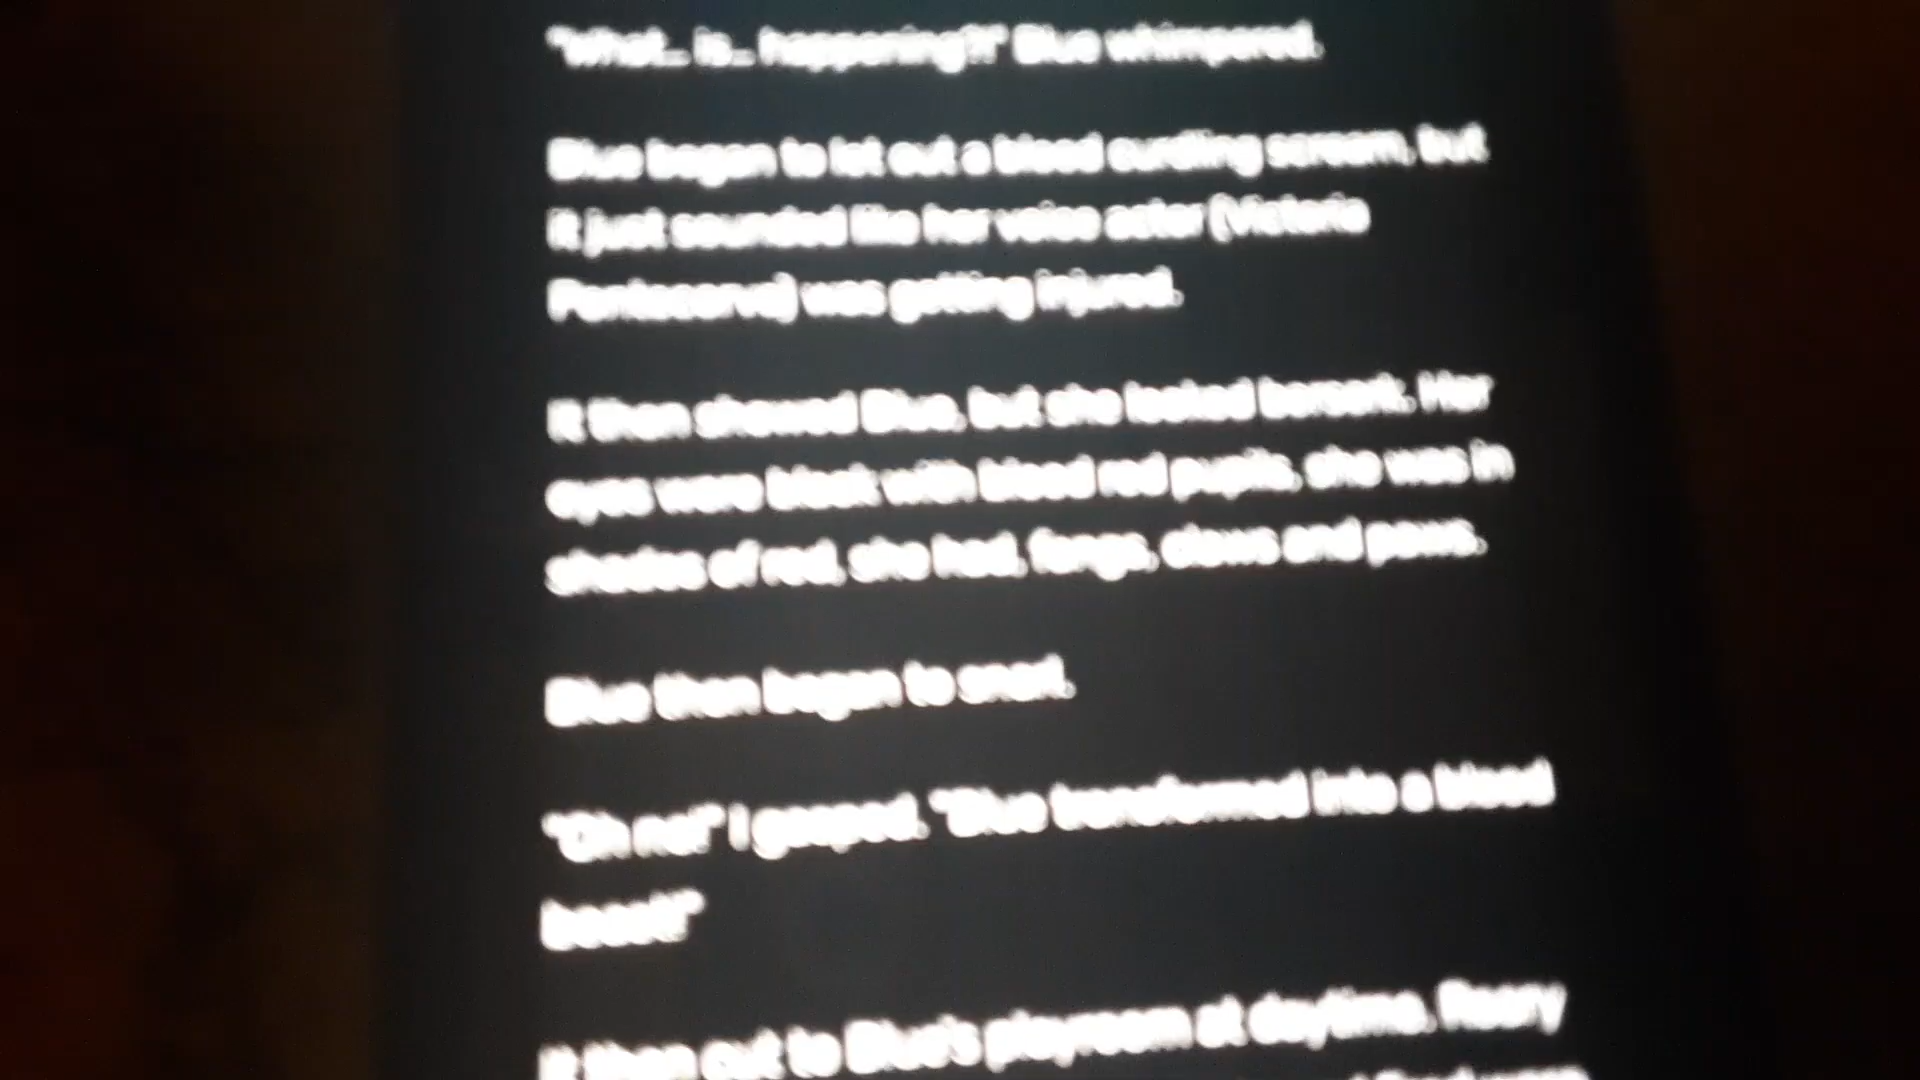 "What... is... happening?!" Blue whimpered.
Blue began to let out a blood curdling scream, but
it just sounded like her voice actor (Victoria
was getting injured.
It then showed Blue, but she looked berserk. Her
eyes were black with blood red pupils, she was in
shades of red, she had, fangs, claws and paws.
Blue then began to snarl.
"Oh no!" I gasped. "Blue transformed into a blood
beast!"
It then cut to Blue's playroom at daytime.